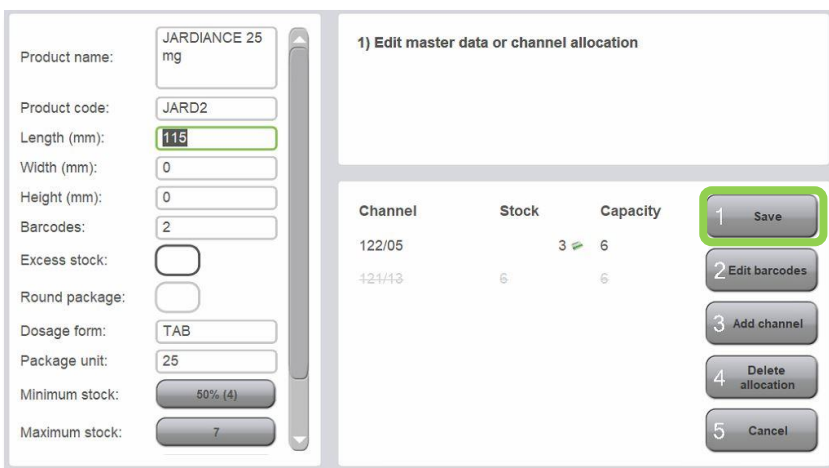 Product name: JARDIANCE 25
mg
Product code: JARD2
Length (mm): 115
Width (mm): 0
Height (mm): 0
Barcodes: 2
Excess stock:
Round package:
Dosage form: TAB
Package unit: 25
Minimum stock: 50% (4)
Maximum stock: 7
1) Edit master data or channel allocation
Channel Stock Capacity
122/05 3 6
121/13 6 6
1 Save
2 Edit barcodes
3 Add channel
4 Delete
allocation
5 Cancel